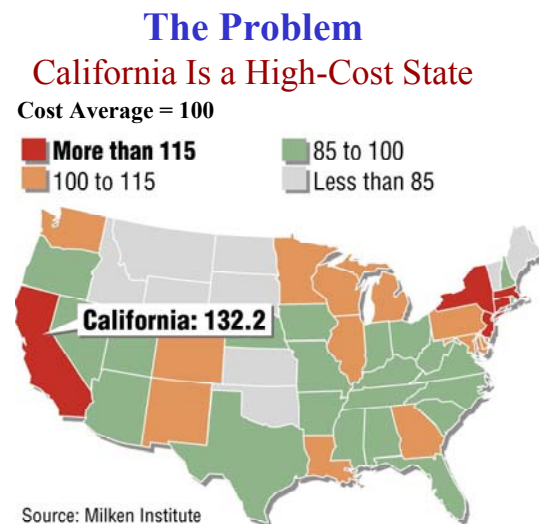 The Problem
California Is a High-Cost State
Cost Average = 100
More than 115
85 to 100
100 to 115
Less than 85
California: 132.2
Source: Milken Institute